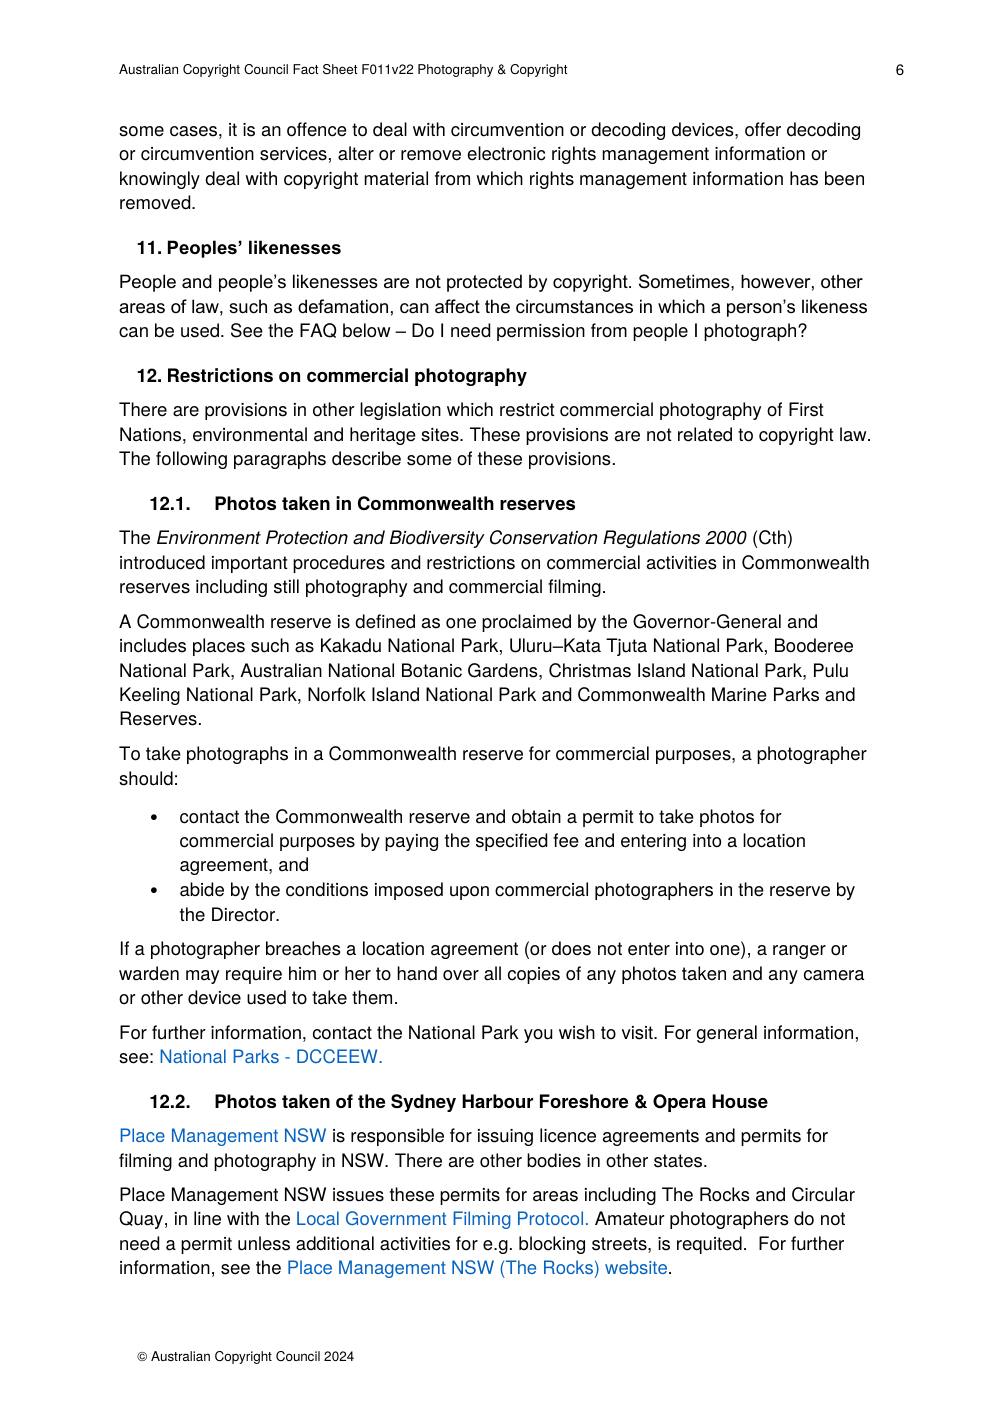 Australian Copyright Council Fact Sheet F011v22 Photography & Copyright 6
some cases, it is an offence to deal with circumvention or decoding devices, offer decoding
or circumvention services, alter or remove electronic rights management information or
knowingly deal with copyright material from which rights management information has been
removed.
11. Peoples’ likenesses
People and people’s likenesses are not protected by copyright. Sometimes, however, other
areas of law, such as defamation, can affect the circumstances in which a person’s likeness
can be used. See the FAQ below – Do I need permission from people I photograph?
12. Restrictions on commercial photography
There are provisions in other legislation which restrict commercial photography of First
Nations, environmental and heritage sites. These provisions are not related to copyright law.
The following paragraphs describe some of these provisions.
12.1. Photos taken in Commonwealth reserves
The Environment Protection and Biodiversity Conservation Regulations 2000 (Cth)
introduced important procedures and restrictions on commercial activities in Commonwealth
reserves including still photography and commercial filming.
A Commonwealth reserve is defined as one proclaimed by the Governor-General and
includes places such as Kakadu National Park, Uluru–Kata Tjuta National Park, Booderee
National Park, Australian National Botanic Gardens, Christmas Island National Park, Pulu
Keeling National Park, Norfolk Island National Park and Commonwealth Marine Parks and
Reserves.
To take photographs in a Commonwealth reserve for commercial purposes, a photographer
should:
• contact the Commonwealth reserve and obtain a permit to take photos for
commercial purposes by paying the specified fee and entering into a location
agreement, and
• abide by the conditions imposed upon commercial photographers in the reserve by
the Director.
If a photographer breaches a location agreement (or does not enter into one), a ranger or
warden may require him or her to hand over all copies of any photos taken and any camera
or other device used to take them.
For further information, contact the National Park you wish to visit. For general information,
see: National Parks - DCCEEW.
12.2. Photos taken of the Sydney Harbour Foreshore & Opera House
Place Management NSW is responsible for issuing licence agreements and permits for
filming and photography in NSW. There are other bodies in other states.
Place Management NSW issues these permits for areas including The Rocks and Circular
Quay, in line with the Local Government Filming Protocol. Amateur photographers do not
need a permit unless additional activities for e.g. blocking streets, is requited.  For further
information, see the Place Management NSW (The Rocks) website.
© Australian Copyright Council 2024